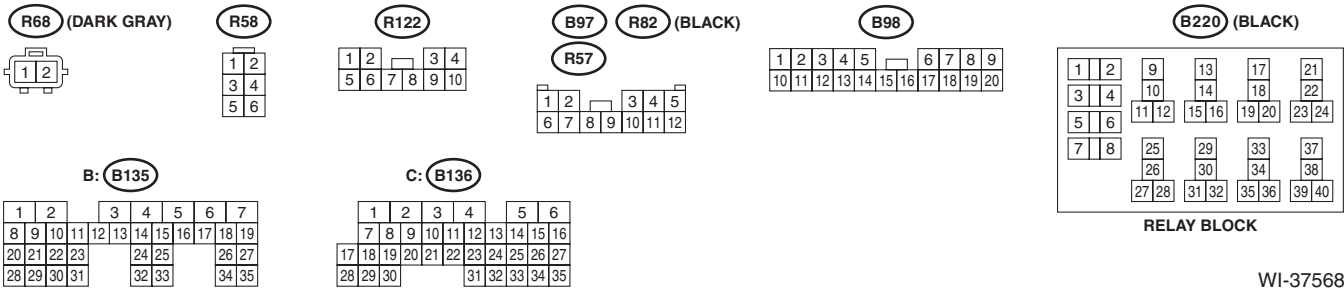 R68 (DARK GRAY)
1 2
R58
1 2
3 4
5 6
R122
1 2 3 4
5 6 7 8 9 10
B97 R82 (BLACK)
R57
1 2 3 4 5
6 7 8 9 10 11 12
B98
1 2 3 4 5 6 7 8 9
10 11 12 13 14 15 16 17 18 19 20
B220 (BLACK)
1 2 9 13 17 21
3 4 10 14 18 22
11 12 15 16 19 20 23 24
5 6
7 8 25 29 33 37
26 30 34 38
27 28 31 32 35 36 39 40
RELAY BLOCK
B: B135
1 2 3 4 5 6 7
8 9 10 11 12 13 14 15 16 17 18 19
20 21 22 23 24 25 26 27
28 29 30 31 32 33 34 35
C: B136
1 2 3 4 5 6
7 8 9 10 11 12 13 14 15 16
17 18 19 20 21 22 23 24 25 26 27
28 29 30 31 32 33 34 35
WI-37568